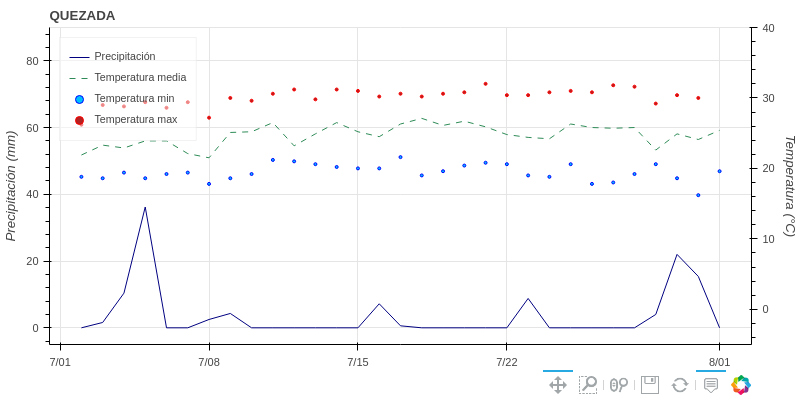 QUEZADA
Precipitación
Temperatura media
Temperatura min
Temperatura max
Precipitación (mm)
80
60
40
20
0
Temperatura (°C)
40
30
20
10
0
7/01
7/08
7/15
7/22
8/01